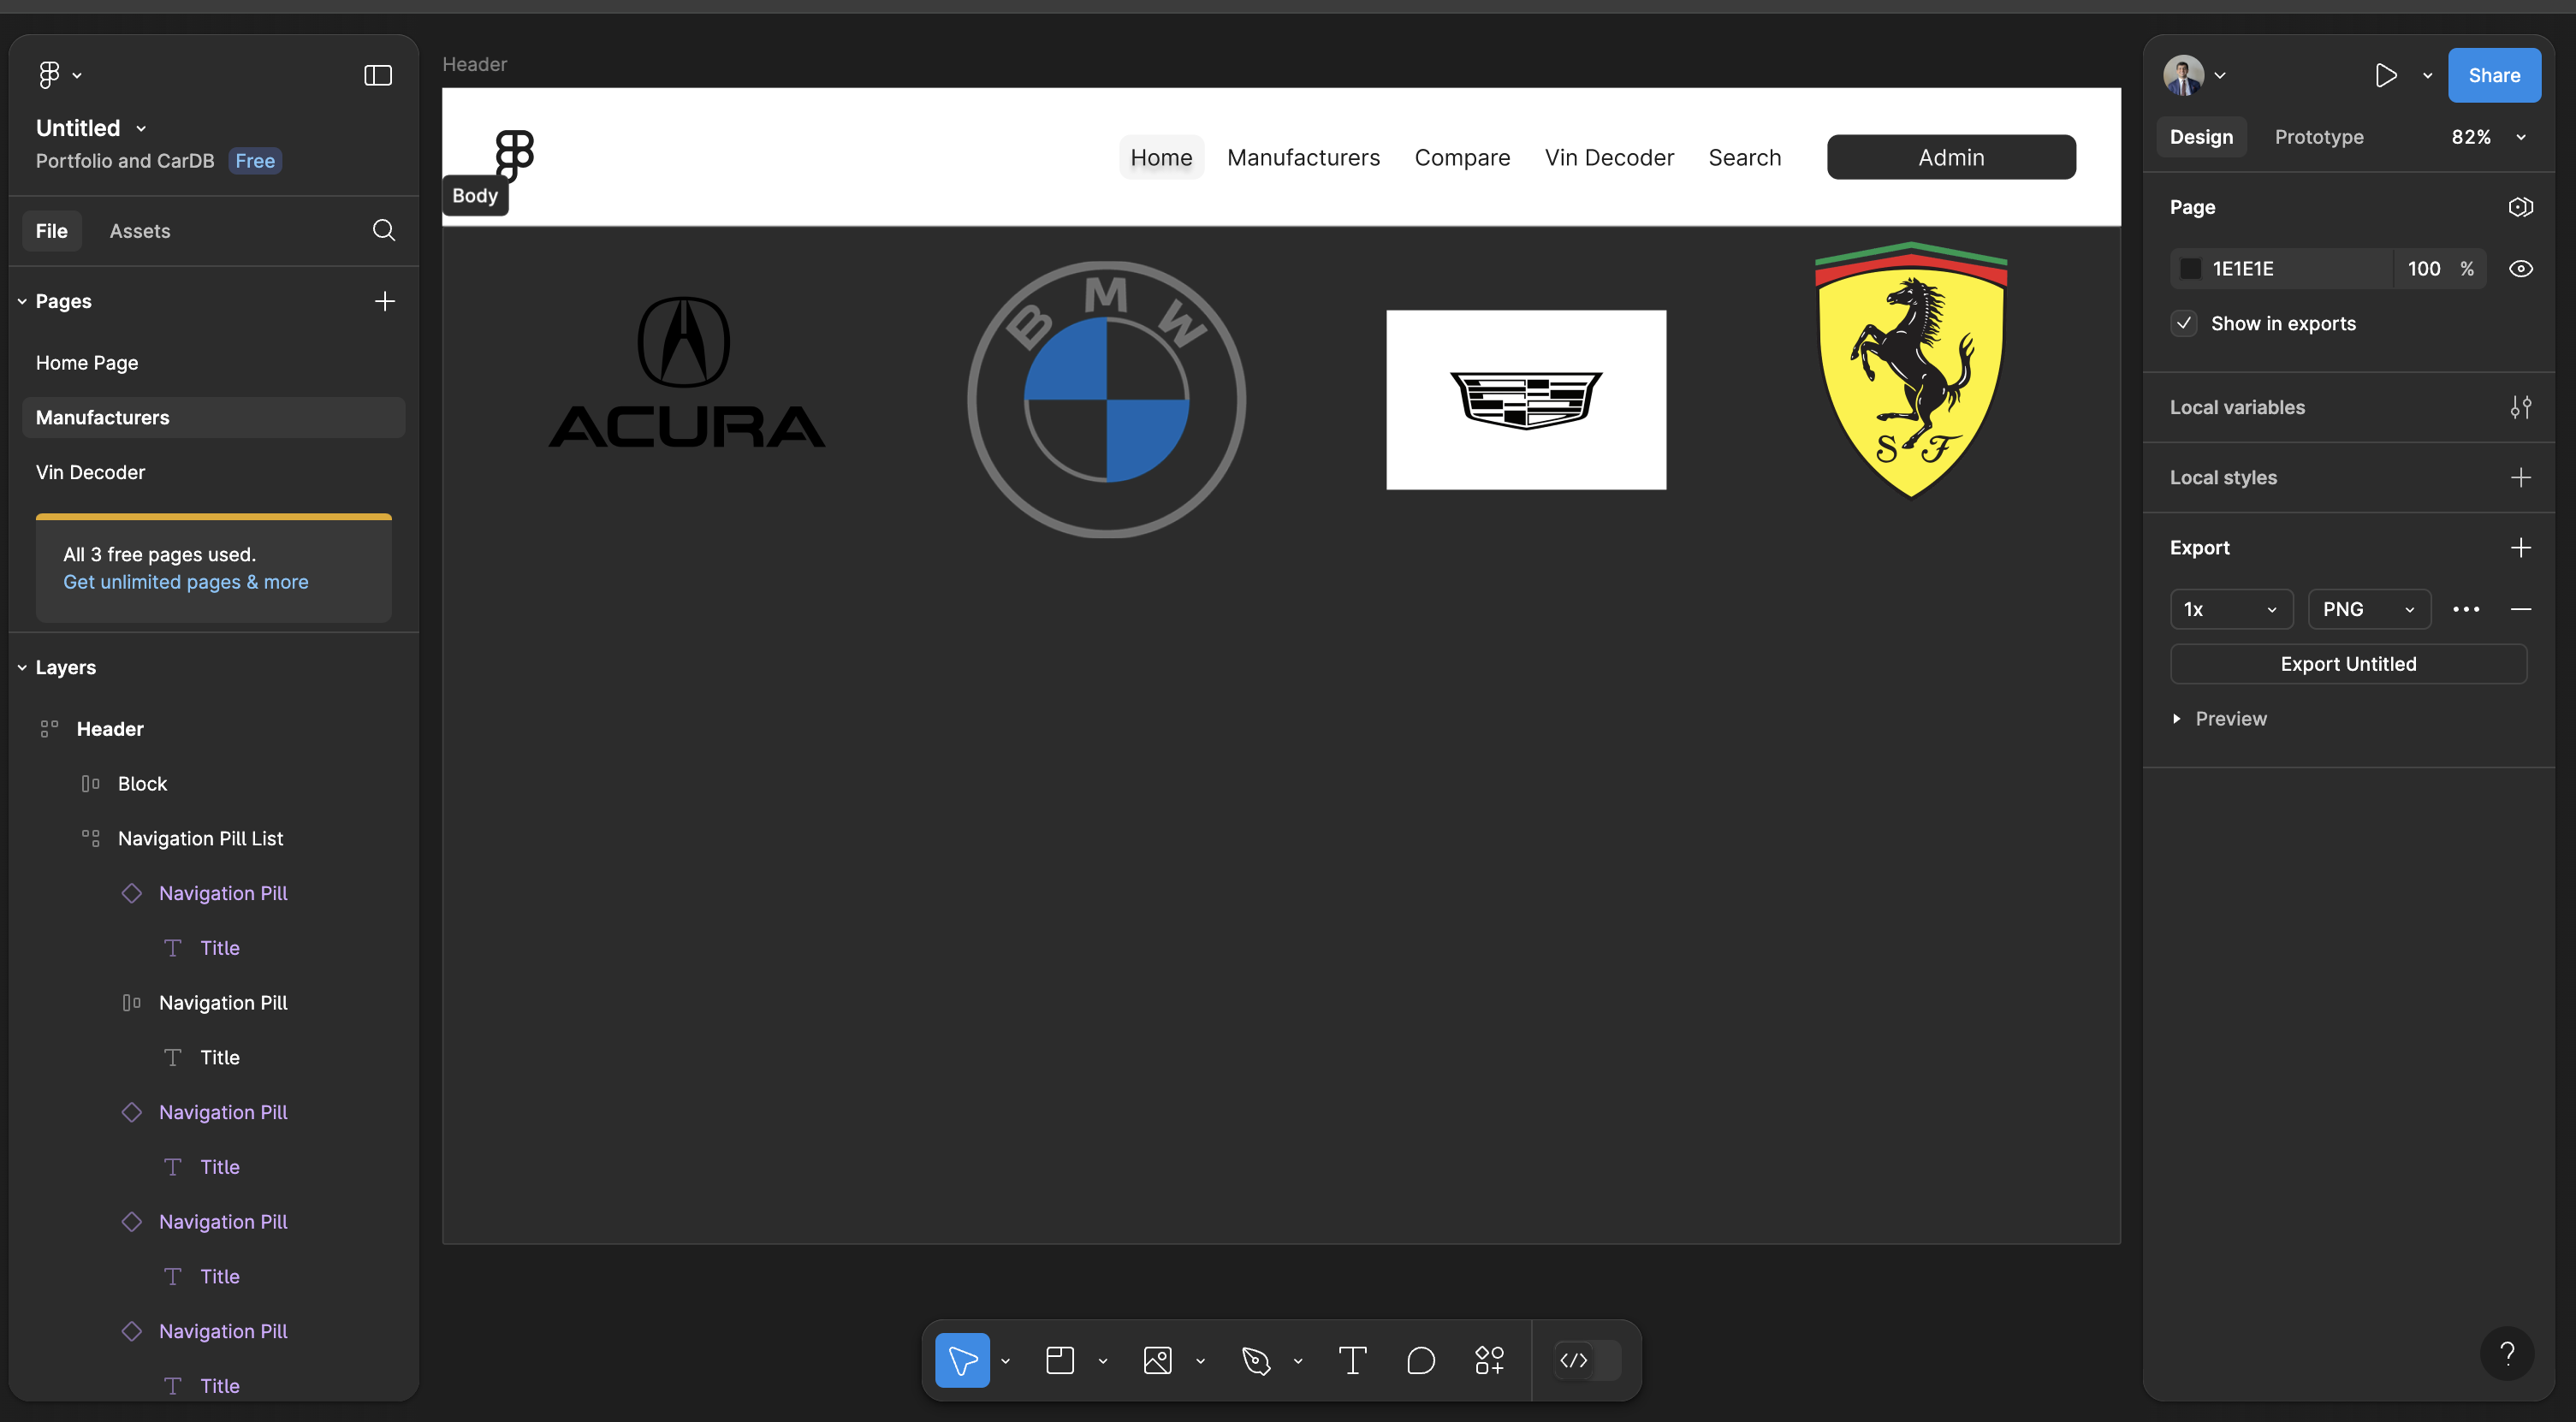 Untitled
Portfolio and CarDB Free
File Assets
Pages
Home Page
Manufacturers
Vin Decoder
All 3 free pages used.
Get unlimited pages & more
Layers
Header
Block
Navigation Pill List
Navigation Pill
Title
Navigation Pill
Title
Navigation Pill
Title
Navigation Pill
Title
Navigation Pill
Title
Header
Home Manufacturers Compare Vin Decoder Search Admin
Body
ACURA
BMW
S F
Share
Design Prototype 82%
Page
1E1E1E 100 %
Show in exports
Local variables
Local styles
Export
1x PNG
Export Untitled
Preview
?